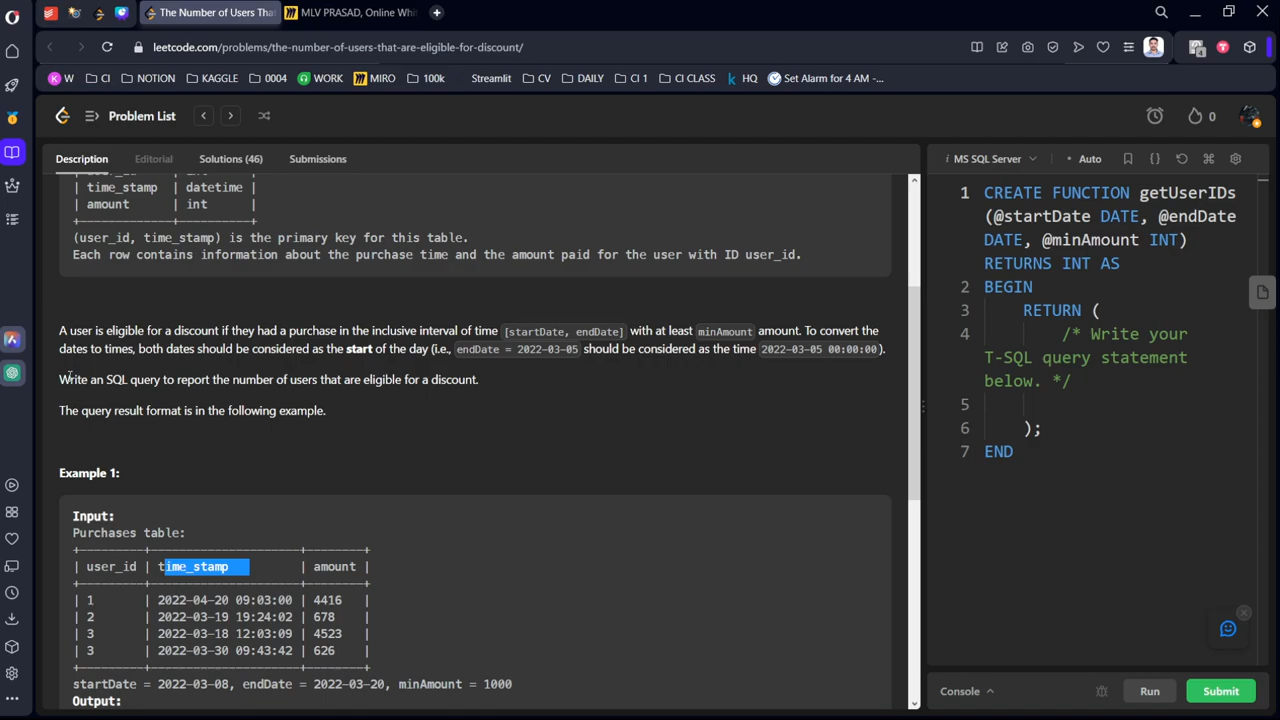 The Number of Users That
MLV PRASAD, Online Whit
leetcode.com/problems/the-number-of-users-that-are-eligible-for-discount/
K W
CI
NOTION
KAGGLE
0004
WORK
MIRO
100k
Streamlit
CV
DAILY
CI 1
CI CLASS
HQ
Set Alarm for 4 AM -...
Problem List
0
Description
Editorial
Solutions (46)
Submissions
MS SQL Server
Auto
| time_stamp | datetime |
| amount | int |
+-------------+----------+
(user_id, time_stamp) is the primary key for this table.
Each row contains information about the purchase time and the amount paid for the user with ID user_id.
A user is eligible for a discount if they had a purchase in the inclusive interval of time [startDate, endDate] with at least minAmount amount. To convert the
dates to times, both dates should be considered as the start of the day (i.e., endDate = 2022-03-05 should be considered as the time 2022-03-05 00:00:00).
Write an SQL query to report the number of users that are eligible for a discount.
The query result format is in the following example.
Example 1:
Input:
Purchases table:
+---------+---------------------+--------+
| user_id | time_stamp | amount |
+---------+---------------------+--------+
| 1 | 2022-04-20 09:03:00 | 4416 |
| 2 | 2022-03-19 19:24:02 | 678 |
| 3 | 2022-03-18 12:03:09 | 4523 |
| 3 | 2022-03-30 09:43:42 | 626 |
+---------+---------------------+--------+
startDate = 2022-03-08, endDate = 2022-03-20, minAmount = 1000
Output:
1 CREATE FUNCTION getUserIDs
(@startDate DATE, @endDate
DATE, @minAmount INT)
RETURNS INT AS
2 BEGIN
3 RETURN (
4 /* Write your
T-SQL query statement
below. */
5
6 );
7 END
Console
Run
Submit